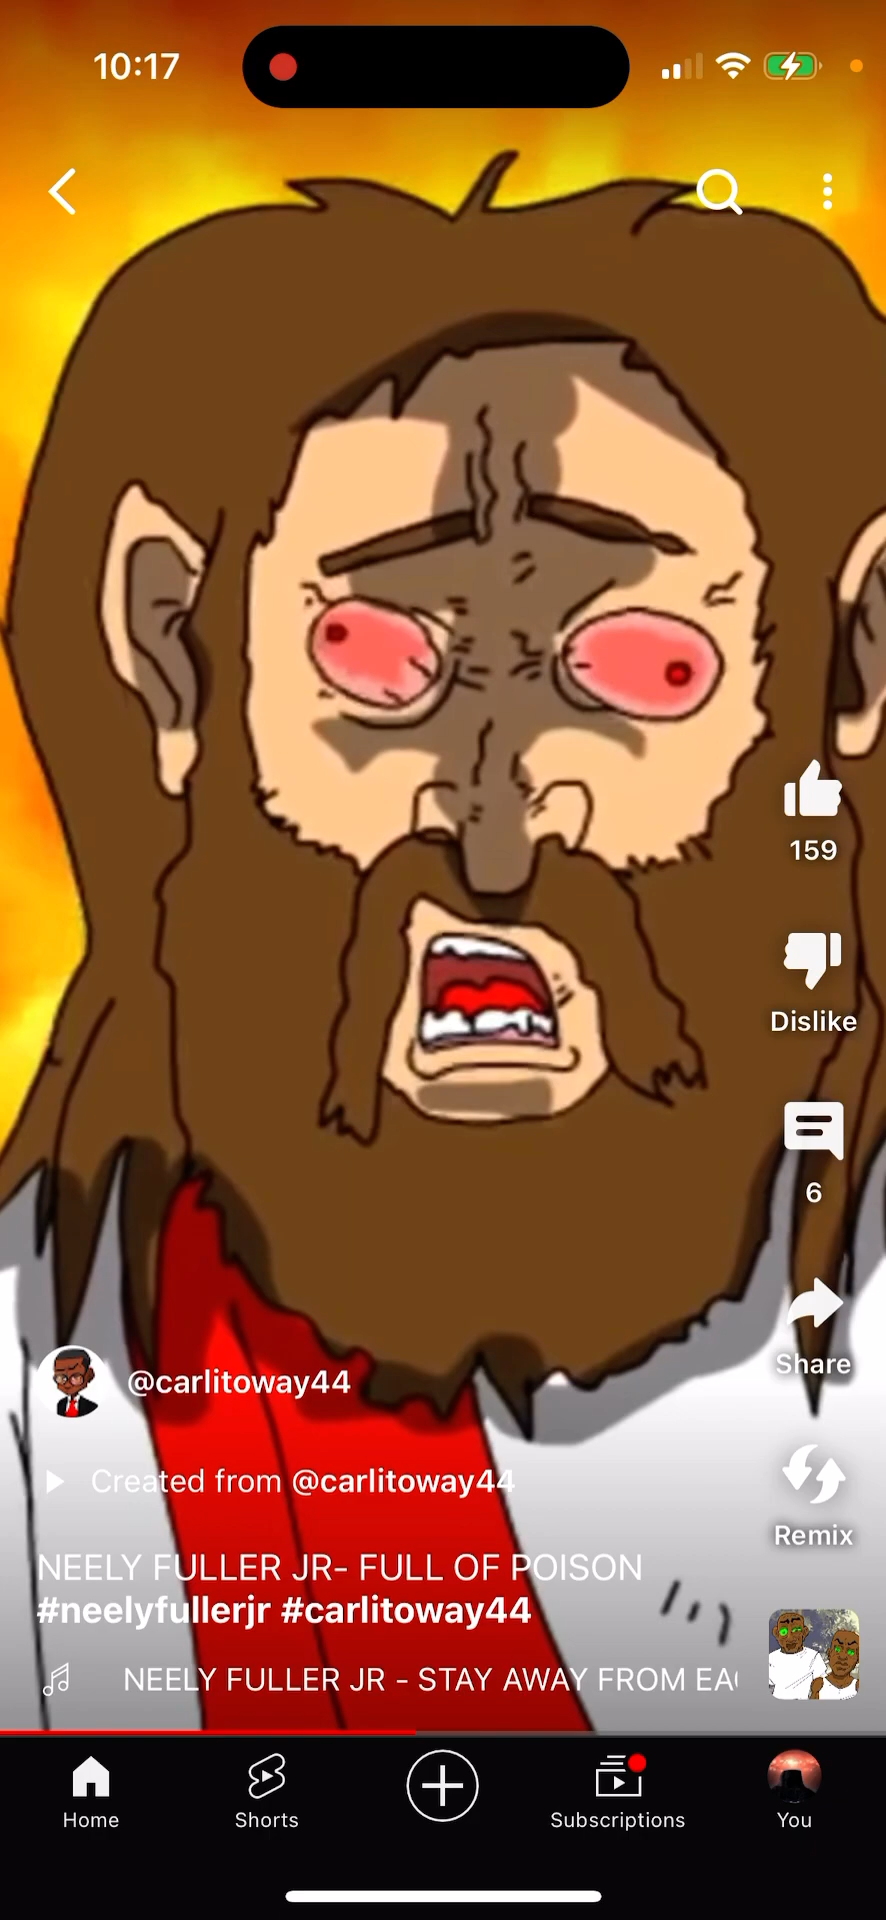 10:17
159
Dislike
6
Share
@carlitoway44
Created from @carlitoway44
Remix
NEELY FULLER JR- FULL OF POISON
#neelyfullerjr #carlitoway44
NEELY FULLER JR - STAY AWAY FROM
Home
Shorts
Subscriptions
You